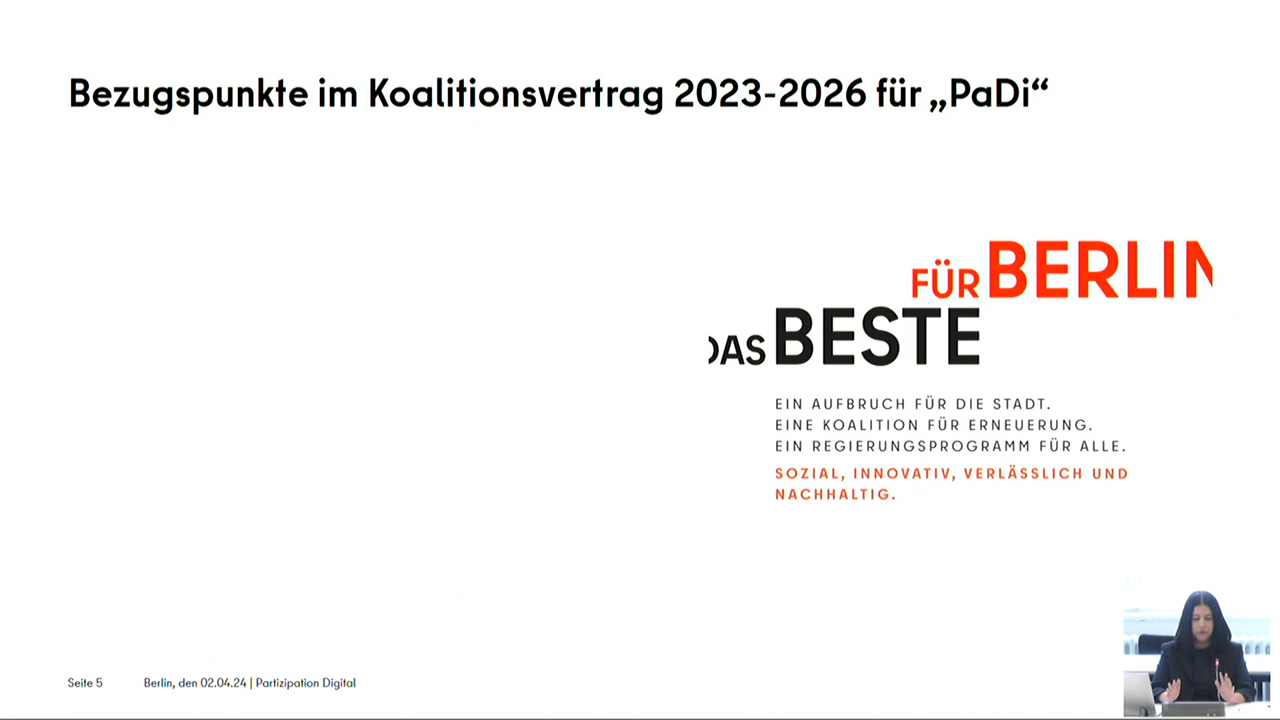 Bezugspunkte im Koalitionsvertrag 2023-2026 für „PaDi“
FÜR BERLIN
DAS BESTE
EIN AUFBRUCH FÜR DIE STADT.
EINE KOALITION FÜR ERNEUERUNG.
EIN REGIERUNGSPROGRAMM FÜR ALLE.
SOZIAL, INNOVATIV, VERLÄSSLICH UND
NACHHALTIG.
Seite 5 Berlin, den 02.04.24 | Partizipation Digital